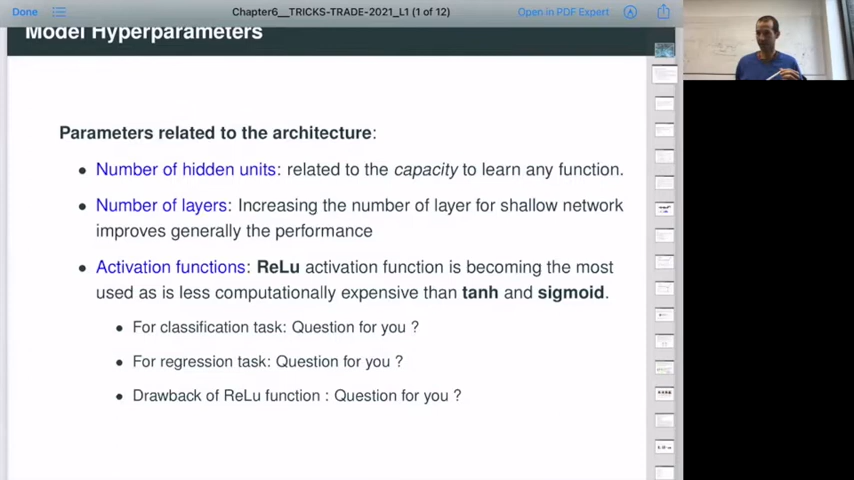 Done
Chapter6__TRICKS-TRADE-2021_L1 (1 of 12)
Open in PDF Expert
Model Hyperparameters
Parameters related to the architecture:
• Number of hidden units: related to the capacity to learn any function.
• Number of layers: Increasing the number of layer for shallow network
improves generally the performance
• Activation functions: ReLu activation function is becoming the most
used as is less computationally expensive than tanh and sigmoid.
• For classification task: Question for you ?
• For regression task: Question for you ?
• Drawback of ReLu function : Question for you ?